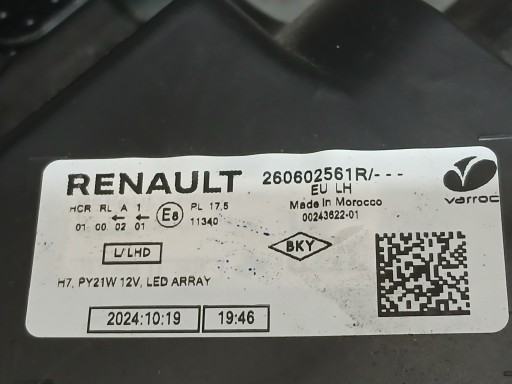 RENAULT 260602561R/---
EU LH
Made in Morocco
00243622-01
varroc
HCR RL A 1 E8 PL 17,5
01 00 02 01 11340
L/LHD
BKY
H7, PY21W 12V, LED ARRAY
2024:10:19 19:46